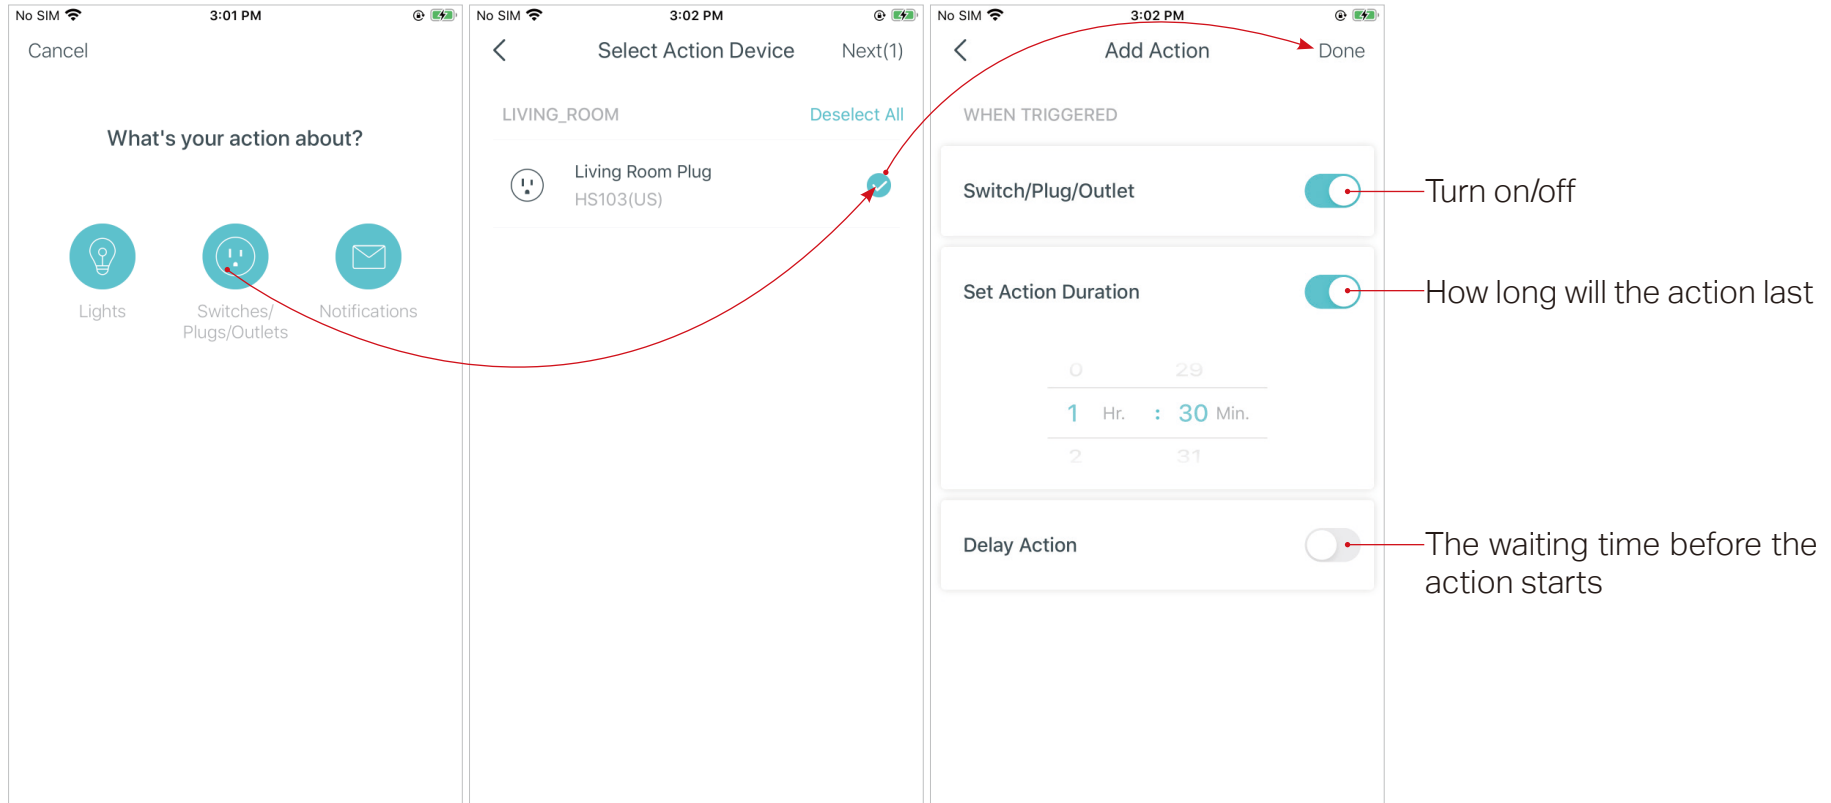 No SIM
3:01 PM
Cancel
What's your action about?
Lights
Switches/
Plugs/Outlets
Notifications
No SIM
3:02 PM
Select Action Device
Next(1)
LIVING_ROOM
Deselect All
Living Room Plug
HS103(US)
No SIM
3:02 PM
Add Action
Done
WHEN TRIGGERED
Switch/Plug/Outlet
Turn on/off
Set Action Duration
How long will the action last
0 29
1 Hr. : 30 Min.
2 31
Delay Action
The waiting time before the
action starts